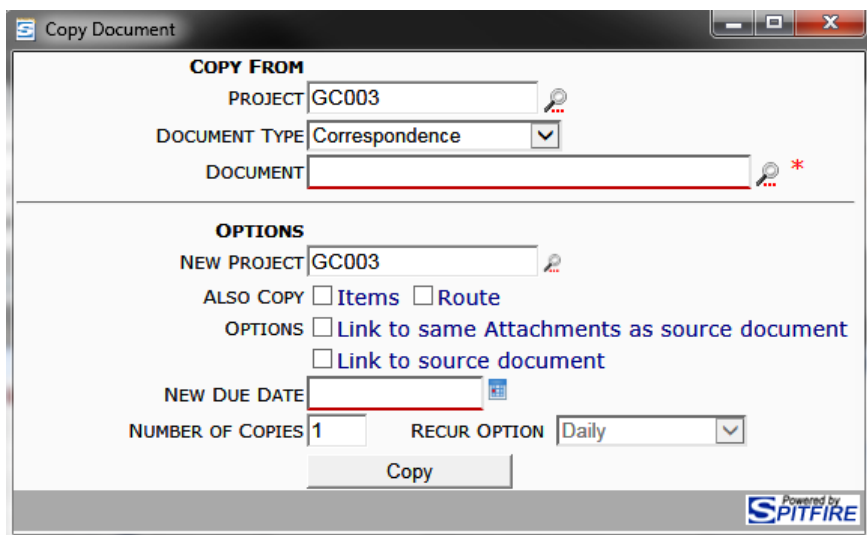 Copy Document
COPY FROM
PROJECT GC003
DOCUMENT TYPE Correspondence
DOCUMENT *
OPTIONS
NEW PROJECT GC003
ALSO COPY Items Route
OPTIONS Link to same Attachments as source document
Link to source document
NEW DUE DATE
NUMBER OF COPIES 1 RECUR OPTION Daily
Copy
Powered by
SPITFIRE